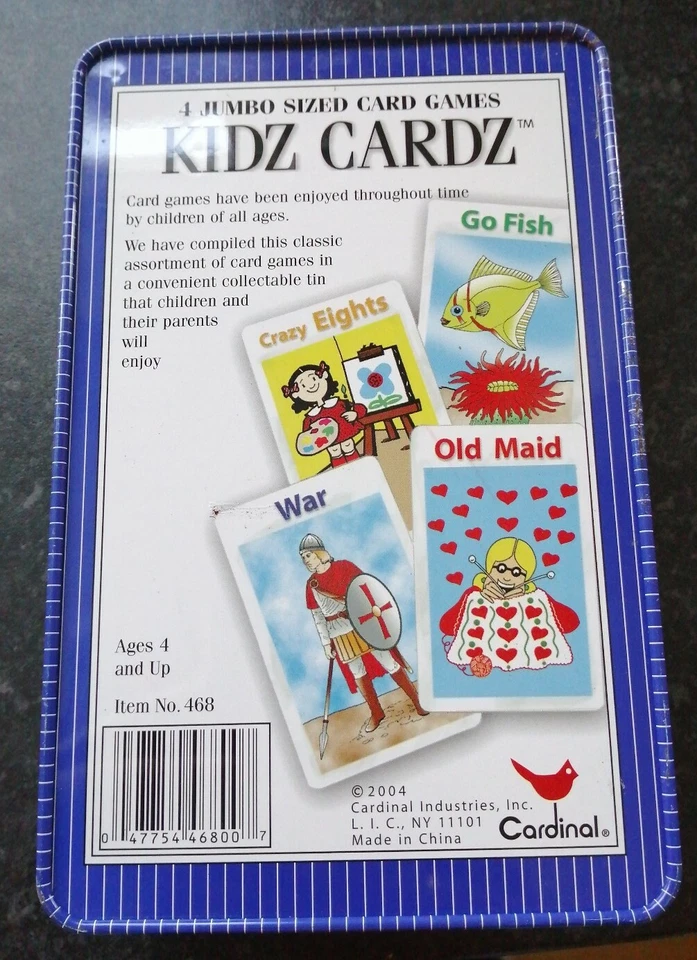 4 JUMBO SIZED CARD GAMES
KIDZ CARDZ™
Card games have been enjoyed throughout time
by children of all ages.
We have compiled this classic
assortment of card games in
a convenient collectable tin
that children and
their parents
will
enjoy
Go Fish
Crazy Eights
Old Maid
War
Ages 4
and Up
Item No. 468
0 47754 46800 7
© 2004
Cardinal Industries, Inc.
L. I. C., NY 11101
Made in China
Cardinal®